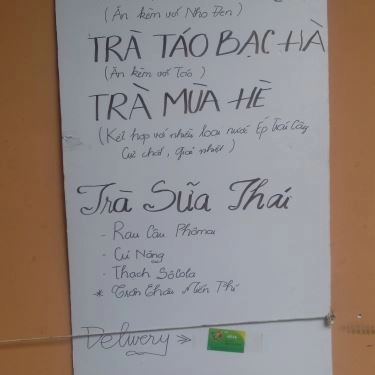 (Ăn kèm với Nho Đen)
TRÀ TÁO BẠC HÀ
(Ăn kèm với Táo)
TRÀ MÙA HÈ
(Kết hợp với nhiều loại nước Ép Trái Cây
Cực chất, Giải nhiệt)
Trà Sữa Thái
- Rau Câu Phômai
- Củ Năng
- Thạch Sôcôla
* Trân Châu Miễn Phí
Delivery